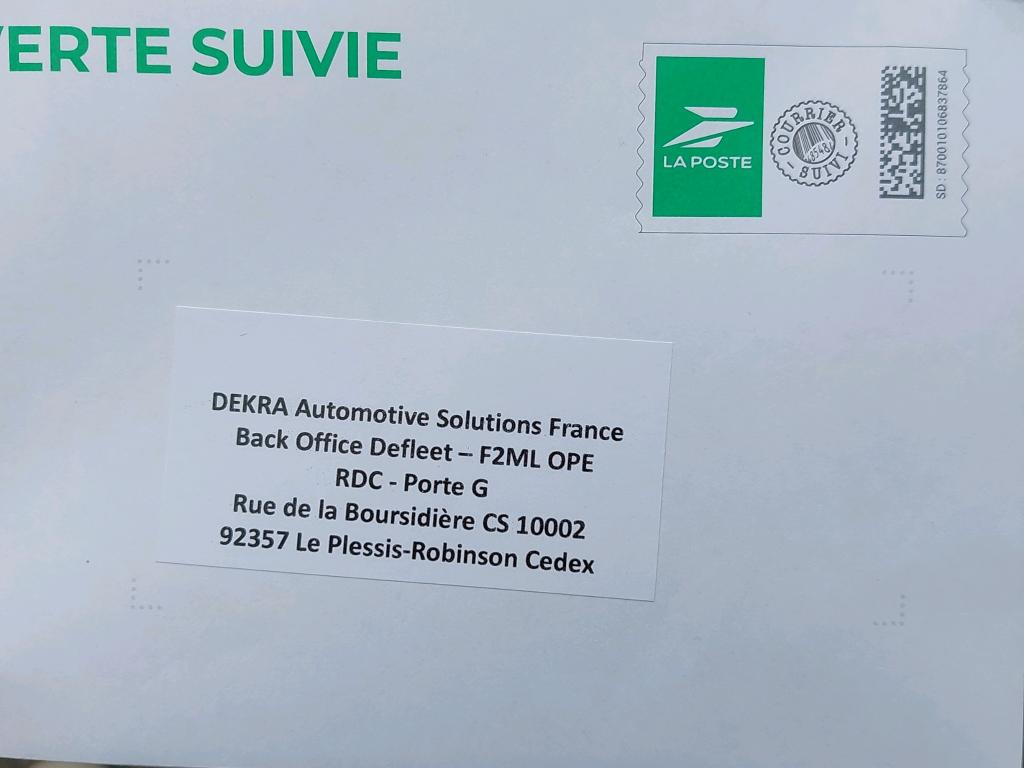 VERTE SUIVIE
LA POSTE
COURRIER
SUIVI
SD : 87001010683786​4
DEKRA Automotive Solutions France
Back Office Defleet – F2ML OPE
RDC - Porte G
Rue de la Boursidière CS 10002
92357 Le Plessis-Robinson Cedex